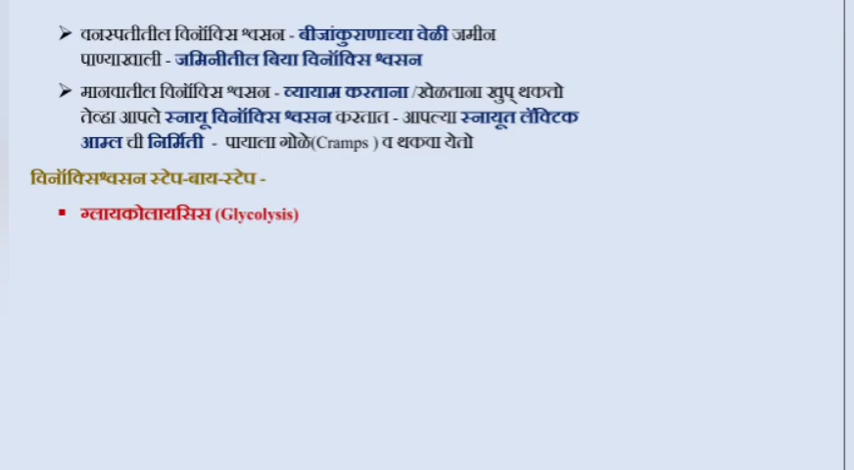 ➤ वनस्पतीतील विनॉक्सि श्वसन - बीजांकुराणाच्या वेळी जमीन
पाण्याखाली - जमिनीतील बिया विनॉक्सि श्वसन
➤ मानवातील विनॉक्सि श्वसन - व्यायाम करताना /खेळताना खुप् थकतो
तेव्हा आपले स्नायू विनॉक्सि श्वसन करतात - आपल्या स्नायूत लॅक्टिक
आम्ल ची निर्मिती - पायाला गोळे(Cramps ) व थकवा येतो
विनॉक्सिश्वसन स्टेप-बाय-स्टेप -
▪ ग्लायकोलायसिस (Glycolysis)